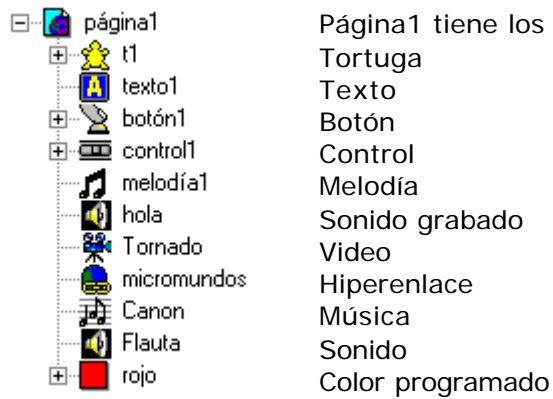 página1 Página1 tiene los
t1 Tortuga
A texto1 Texto
botón1 Botón
control1 Control
melodía1 Melodía
hola Sonido grabado
Tornado Video
micromundos Hiperenlace
Canon Música
Flauta Sonido
rojo Color programado